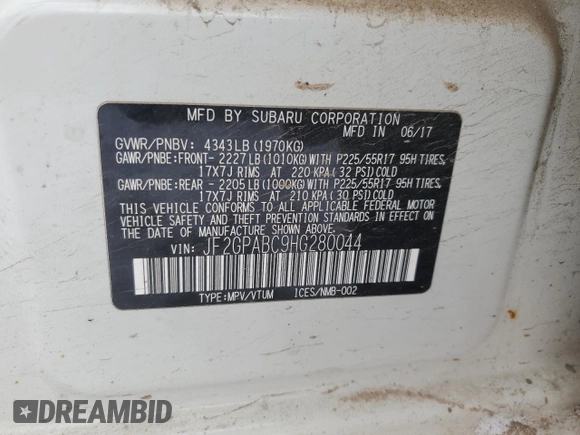 MFD BY SUBARU CORPORATION
MFD IN 06/17
GVWR/PNBV: 4343LB (1970KG)
GAWR/PNBE:FRONT- 2227LB (1010KG) WITH P225/55R17 95H TIRES,
17X7J RIMS AT 220 KPA ( 32 PSI) COLD
GAWR/PNBE:REAR - 2205LB (1000KG) WITH P225/55R17 95H TIRES,
17X7J RIMS AT 210 KPA ( 30 PSI) COLD
THIS VEHICLE CONFORMS TO ALL APPLICABLE FEDERAL MOTOR
VEHICLE SAFETY AND THEFT PREVENTION STANDARDS IN EFFECT ON
THE DATE OF MANUFACTURE SHOWN ABOVE.
VIN: JF2GPABC9HG280044
TYPE:MPV/VTUM ICES/NMB-002
DREAMBID